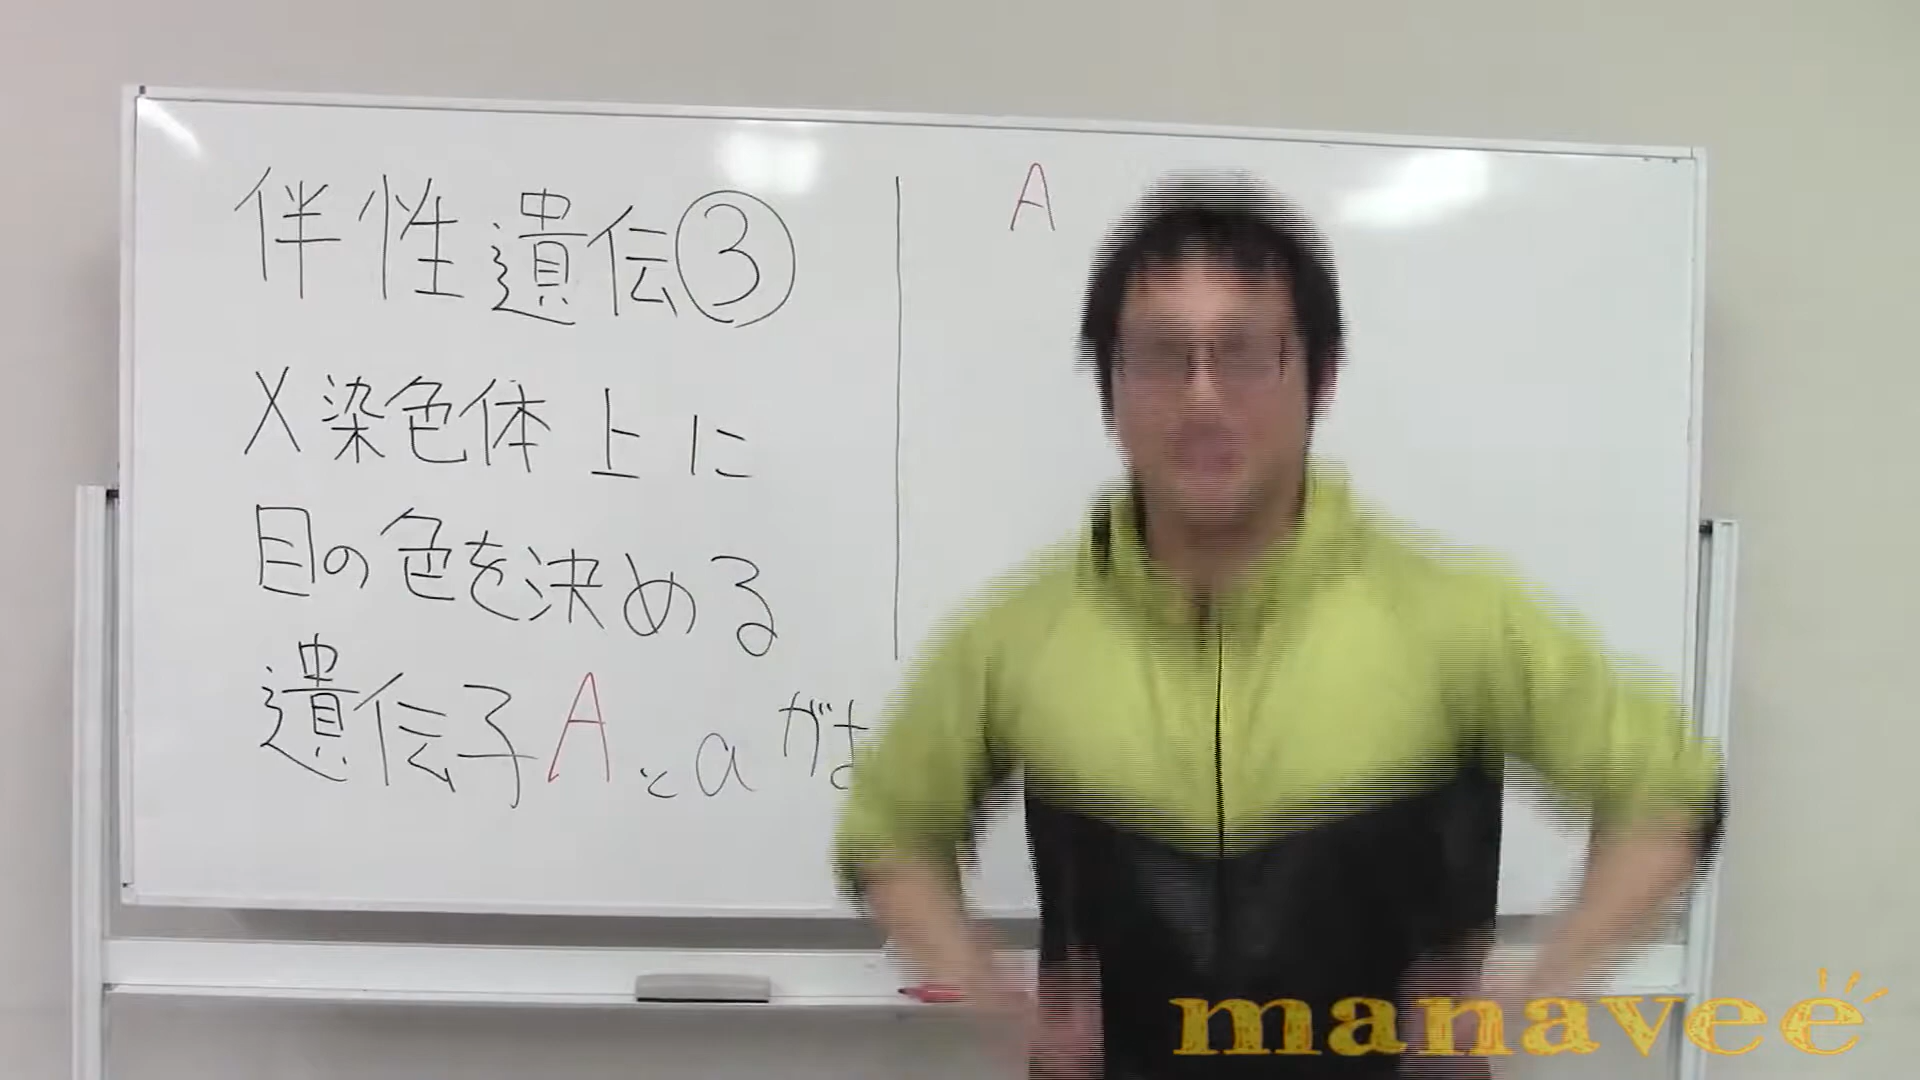 伴性遺伝③
X染色体上に
目の色を決める
遺伝子Aとaが
A
manavee